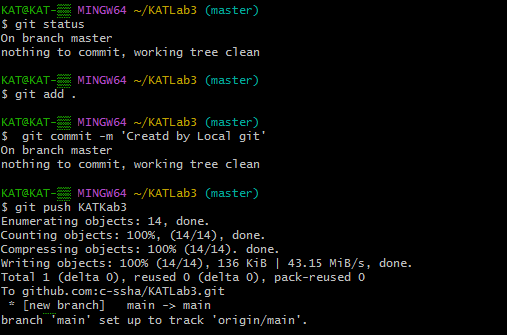 KAT@KAT-▒▒ MINGW64 ~/KATLab3 (master)
$ git status
On branch master
nothing to commit, working tree clean
KAT@KAT-▒▒ MINGW64 ~/KATLab3 (master)
$ git add .
KAT@KAT-▒▒ MINGW64 ~/KATLab3 (master)
$  git commit -m 'Creatd by Local git'
On branch master
nothing to commit, working tree clean
KAT@KAT-▒▒ MINGW64 ~/KATLab3 (master)
$ git push KATKab3
Enumerating objects: 14, done.
Counting objects: 100%, (14/14), done.
Compressing objects: 100% (14/14). done.
Writing objects: 100% (14/14), 136 KiB | 43.15 MiB/s, done.
Total 1 (delta 0), reused 0 (delta 0), pack-reused 0
To github.com:c-ssha/KATLab3.git
 * [new branch]   main -> main
branch 'main' set up to track 'origin/main'.